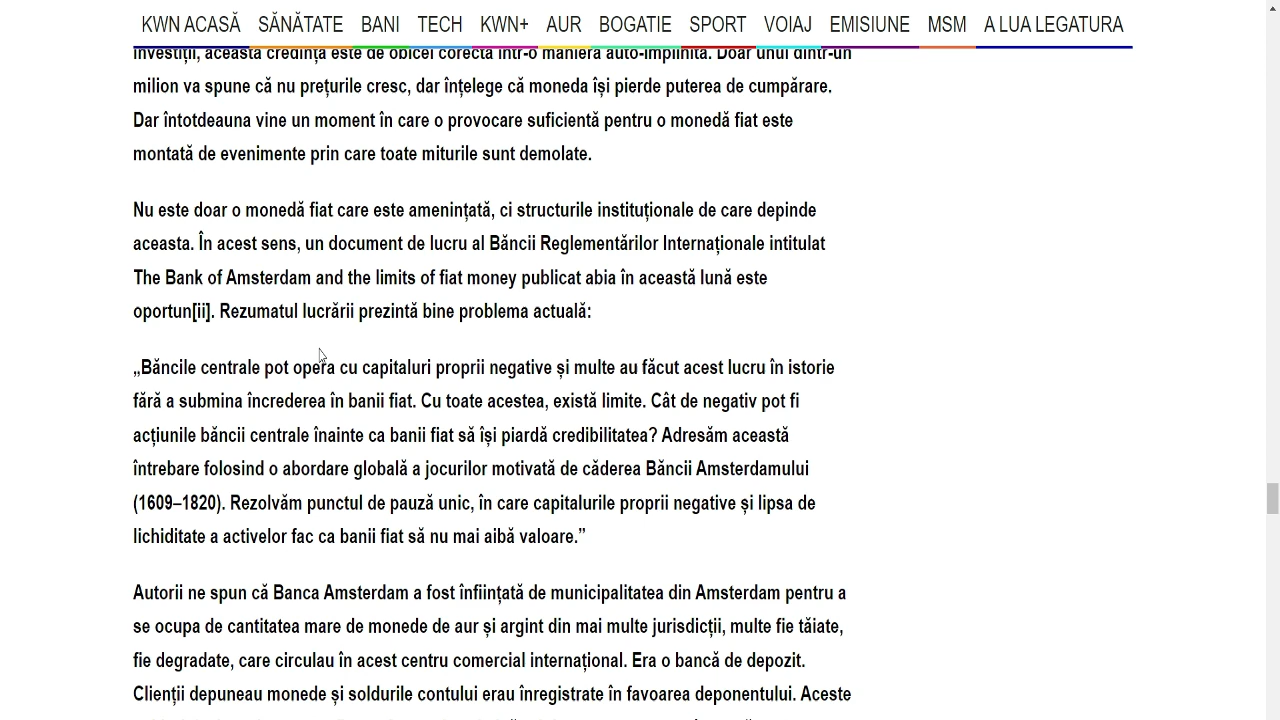 KWN ACASĂ SĂNĂTATE BANI TECH KWN+ AUR BOGATIE SPORT VOIAJ EMISIUNE MSM A LUA LEGATURA
investiții, această credință este de obicei corectă într-o manieră auto-împlinită. Doar unul dintr-un
milion va spune că nu prețurile cresc, dar înțelege că moneda își pierde puterea de cumpărare.
Dar întotdeauna vine un moment în care o provocare suficientă pentru o monedă fiat este
montată de evenimente prin care toate miturile sunt demolate.
Nu este doar o monedă fiat care este amenințată, ci structurile instituționale de care depinde
aceasta. În acest sens, un document de lucru al Băncii Reglementărilor Internaționale intitulat
The Bank of Amsterdam and the limits of fiat money publicat abia în această lună este
oportun[ii]. Rezumatul lucrării prezintă bine problema actuală:
„Băncile centrale pot opera cu capitaluri proprii negative și multe au făcut acest lucru în istorie
fără a submina încrederea în banii fiat. Cu toate acestea, există limite. Cât de negativ pot fi
acțiunile băncii centrale înainte ca banii fiat să își piardă credibilitatea? Adresăm această
întrebare folosind o abordare globală a jocurilor motivată de căderea Băncii Amsterdamului
(1609–1820). Rezolvăm punctul de pauză unic, în care capitalurile proprii negative și lipsa de
lichiditate a activelor fac ca banii fiat să nu mai aibă valoare.”
Autorii ne spun că Banca Amsterdam a fost înființată de municipalitatea din Amsterdam pentru a
se ocupa de cantitatea mare de monede de aur și argint din mai multe jurisdicții, multe fie tăiate,
fie degradate, care circulau în acest centru comercial internațional. Era o bancă de depozit.
Clienții depuneau monede și soldurile contului erau înregistrate în favoarea deponentului. Aceste